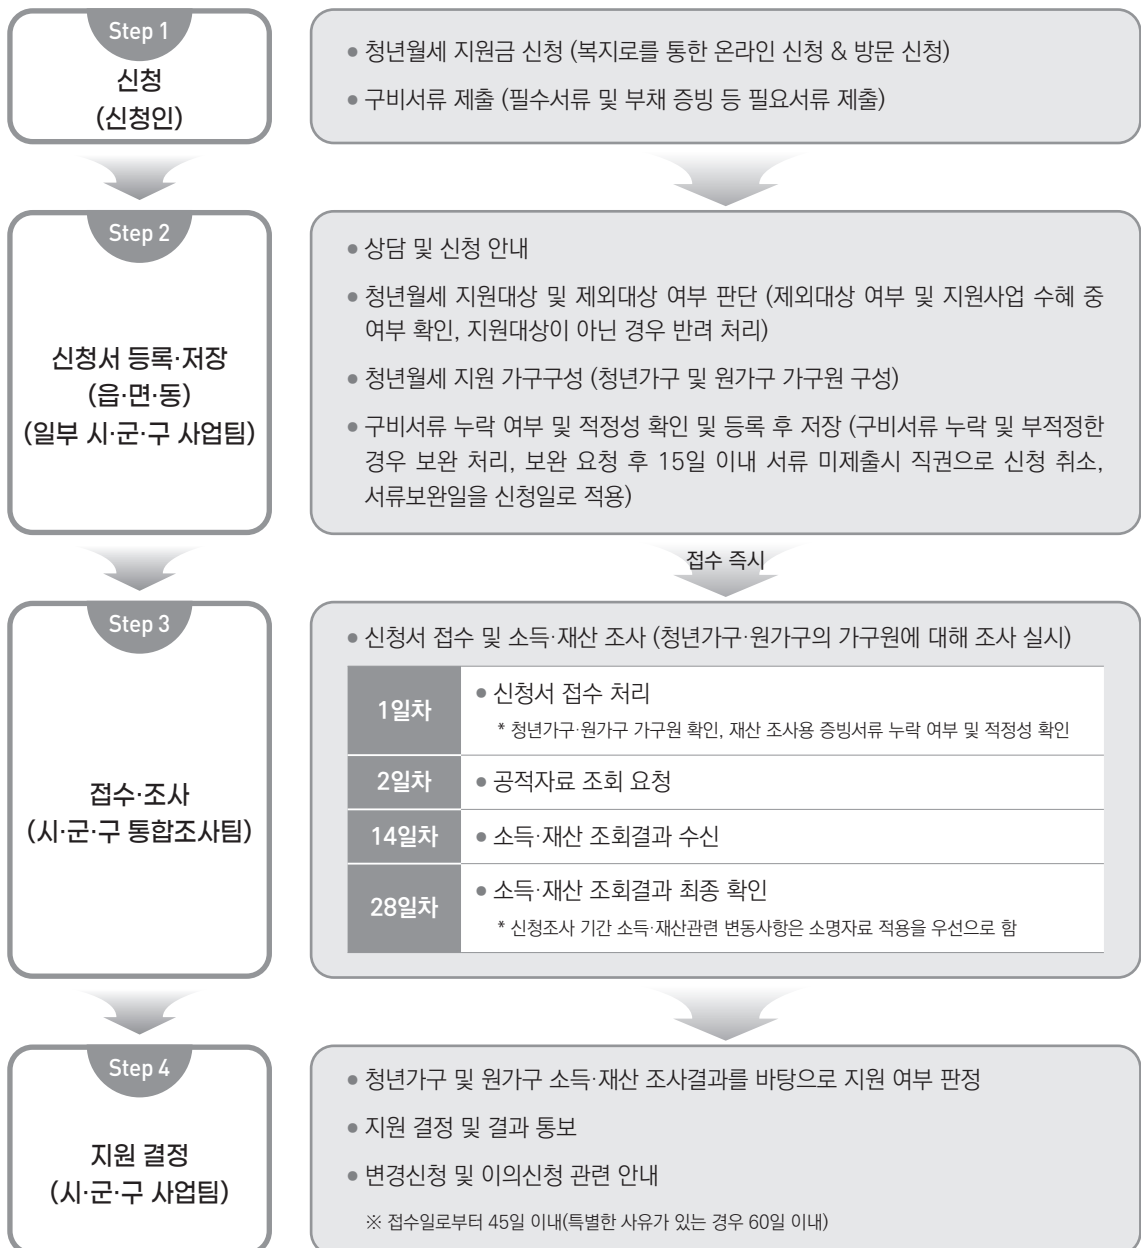 Step 1
신청
(신청인)
● 청년월세 지원금 신청 (복지로를 통한 온라인 신청 & 방문 신청)
● 구비서류 제출 (필수서류 및 부채 증빙 등 필요서류 제출)
Step 2
신청서 등록·저장
(읍·면·동)
(일부 시·군·구 사업팀)
● 상담 및 신청 안내
● 청년월세 지원대상 및 제외대상 여부 판단 (제외대상 여부 및 지원사업 수혜 중
여부 확인, 지원대상이 아닌 경우 반려 처리)
● 청년월세 지원 가구구성 (청년가구 및 원가구 가구원 구성)
● 구비서류 누락 여부 및 적정성 확인 및 등록 후 저장 (구비서류 누락 및 부적정한
경우 보완 처리, 보완 요청 후 15일 이내 서류 미제출시 직권으로 신청 취소,
서류보완일을 신청일로 적용)
접수 즉시
Step 3
접수·조사
(시·군·구 통합조사팀)
● 신청서 접수 및 소득·재산 조사 (청년가구·원가구의 가구원에 대해 조사 실시)
1일차
● 신청서 접수 처리
* 청년가구·원가구 가구원 확인, 재산 조사용 증빙서류 누락 여부 및 적정성 확인
2일차
● 공적자료 조회 요청
14일차
● 소득·재산 조회결과 수신
28일차
● 소득·재산 조회결과 최종 확인
* 신청조사 기간 소득·재산관련 변동사항은 소명자료 적용을 우선으로 함
Step 4
지원 결정
(시·군·구 사업팀)
● 청년가구 및 원가구 소득·재산 조사결과를 바탕으로 지원 여부 판정
● 지원 결정 및 결과 통보
● 변경신청 및 이의신청 관련 안내
※ 접수일로부터 45일 이내(특별한 사유가 있는 경우 60일 이내)